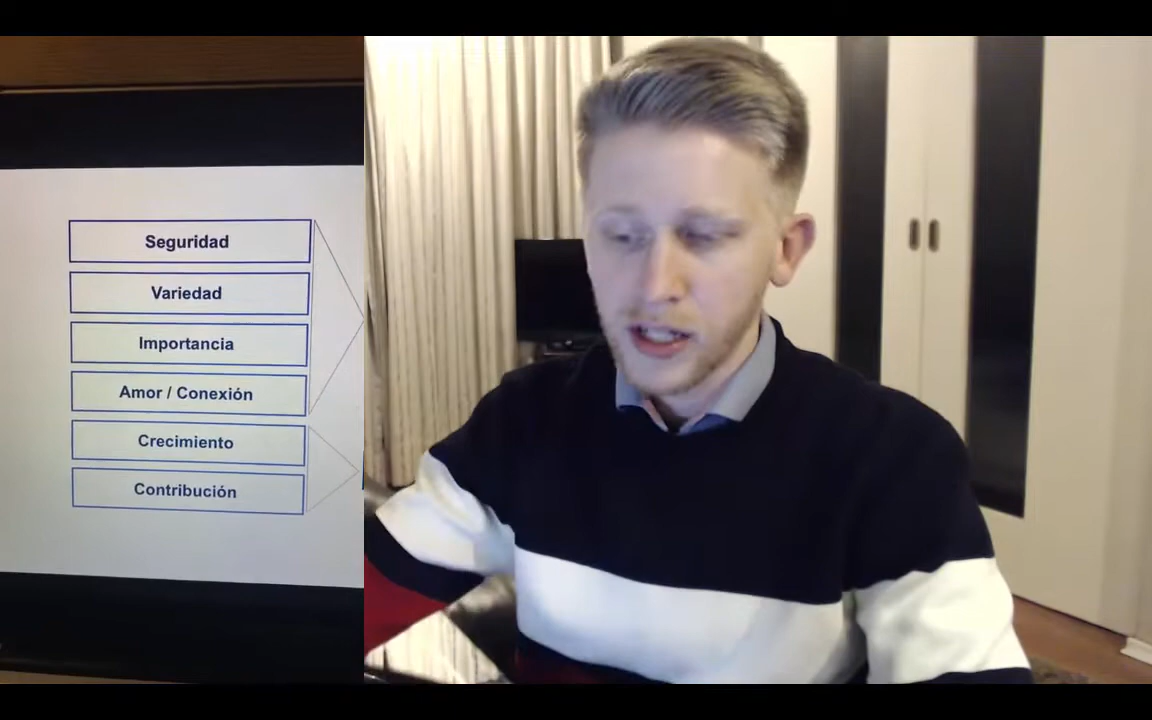 Seguridad
Variedad
Importancia
Amor / Conexión
Crecimiento
Contribución